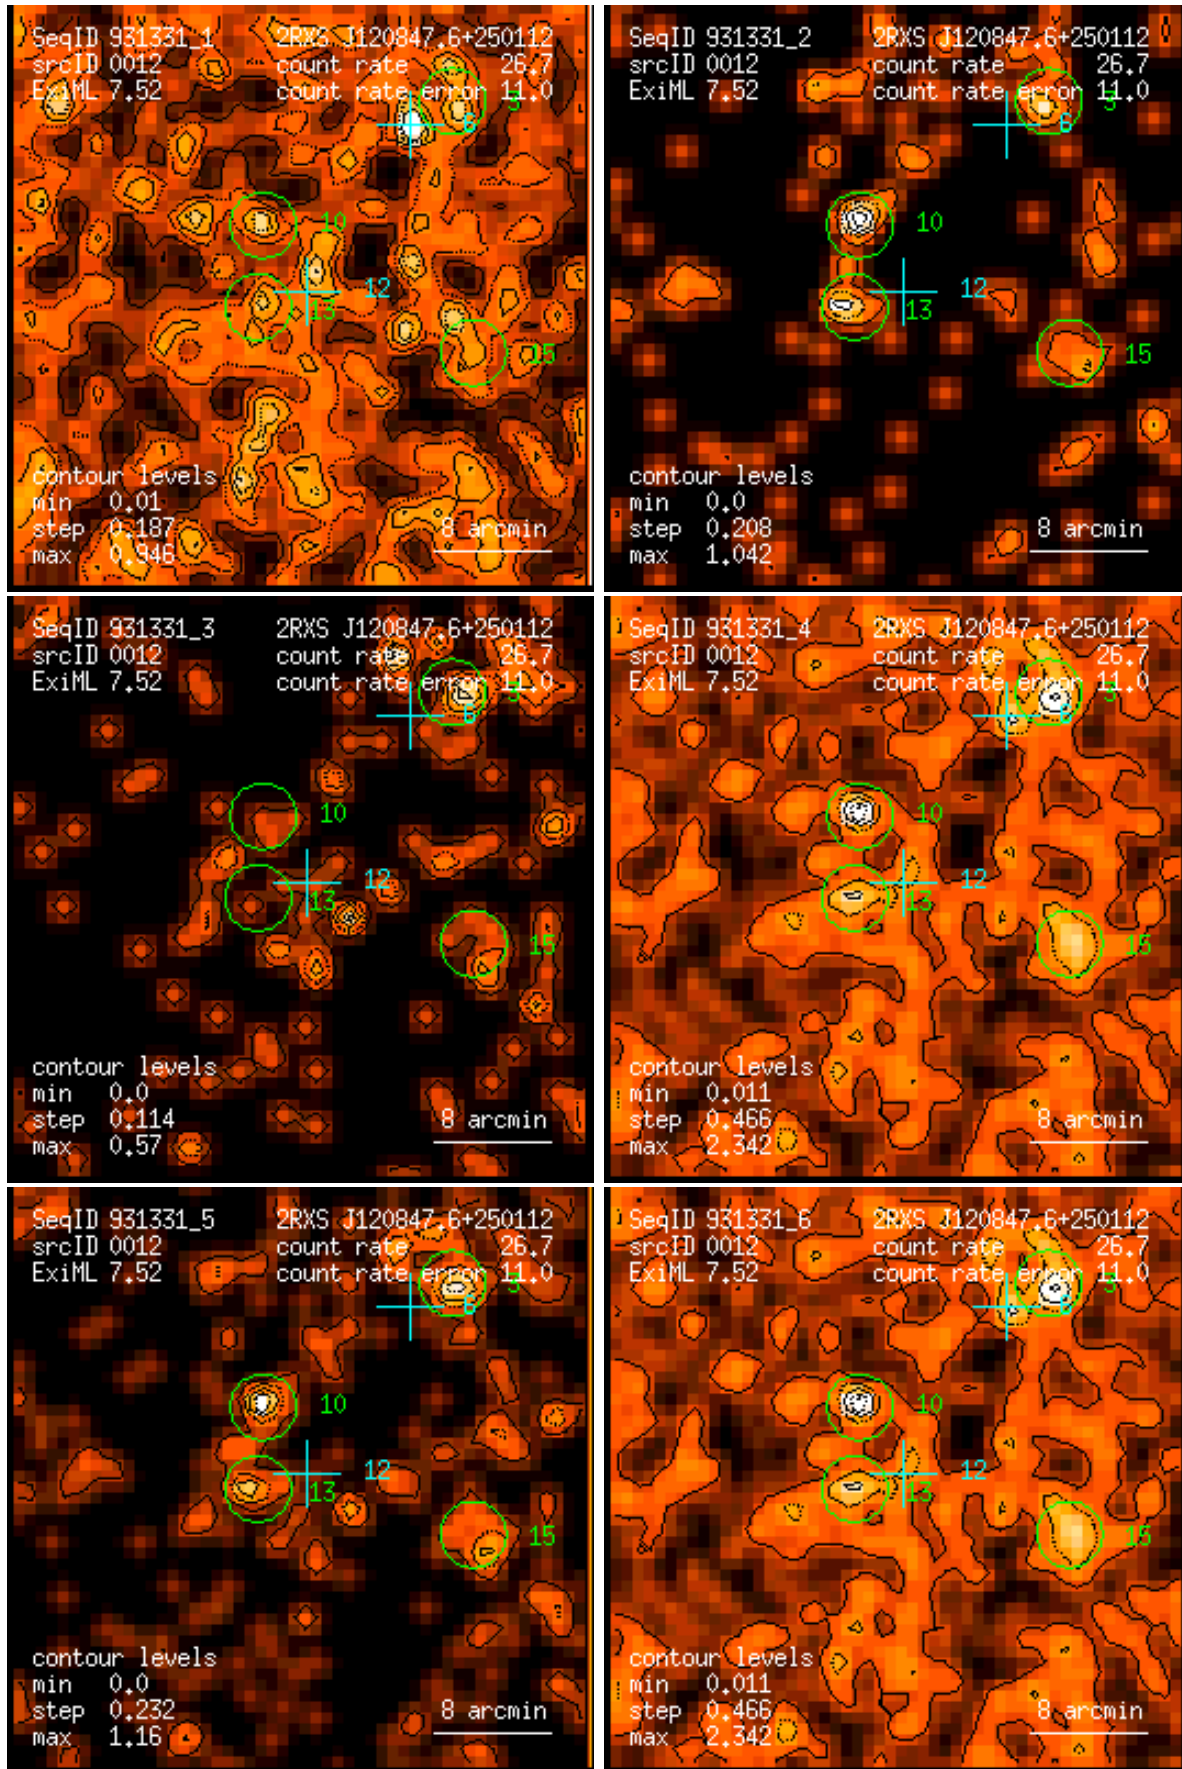 SeqID 931331_1 2RXS J120847.6+250112
srcID 0012 count rate 26.7
ExiML 7.52 count rate error 11.0
6
10
12
13
15
contour levels
min 0.01
step 0.187
max 0.946
8 arcmin
SeqID 931331_2 2RXS J120847.6+250112
srcID 0012 count rate 26.7
ExiML 7.52 count rate error 11.0
6
10
12
13
15
contour levels
min 0.0
step 0.208
max 1.042
8 arcmin
SeqID 931331_3 2RXS J120847.6+250112
srcID 0012 count rate 26.7
ExiML 7.52 count rate error 11.0
6
10
12
13
15
contour levels
min 0.0
step 0.114
max 0.57
8 arcmin
SeqID 931331_4 2RXS J120847.6+250112
srcID 0012 count rate 26.7
ExiML 7.52 count rate error 11.0
10
12
13
15
contour levels
min 0.011
step 0.466
max 2.342
8 arcmin
SeqID 931331_5 2RXS J120847.6+250112
srcID 0012 count rate 26.7
ExiML 7.52 count rate error 11.0
6
10
12
13
15
contour levels
min 0.0
step 0.232
max 1.16
8 arcmin
SeqID 931331_6 2RXS J120847.6+250112
srcID 0012 count rate 26.7
ExiML 7.52 count rate error 11.0
10
12
13
15
contour levels
min 0.011
step 0.466
max 2.342
8 arcmin